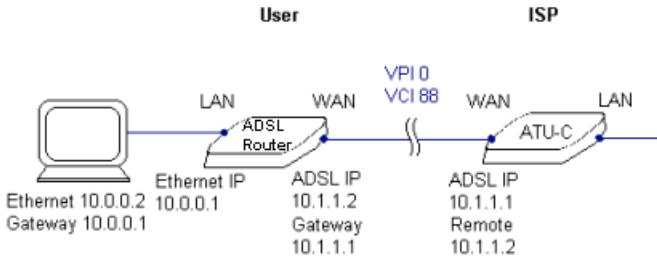 User
ISP
VPI 0
VCI 88
LAN
WAN
WAN
LAN
ADSL
Router
ATU-C
Ethernet 10.0.0.2
Gateway 10.0.0.1
Ethernet IP
10.0.0.1
ADSL IP
10.1.1.2
Gateway
10.1.1.1
ADSL IP
10.1.1.1
Remote
10.1.1.2